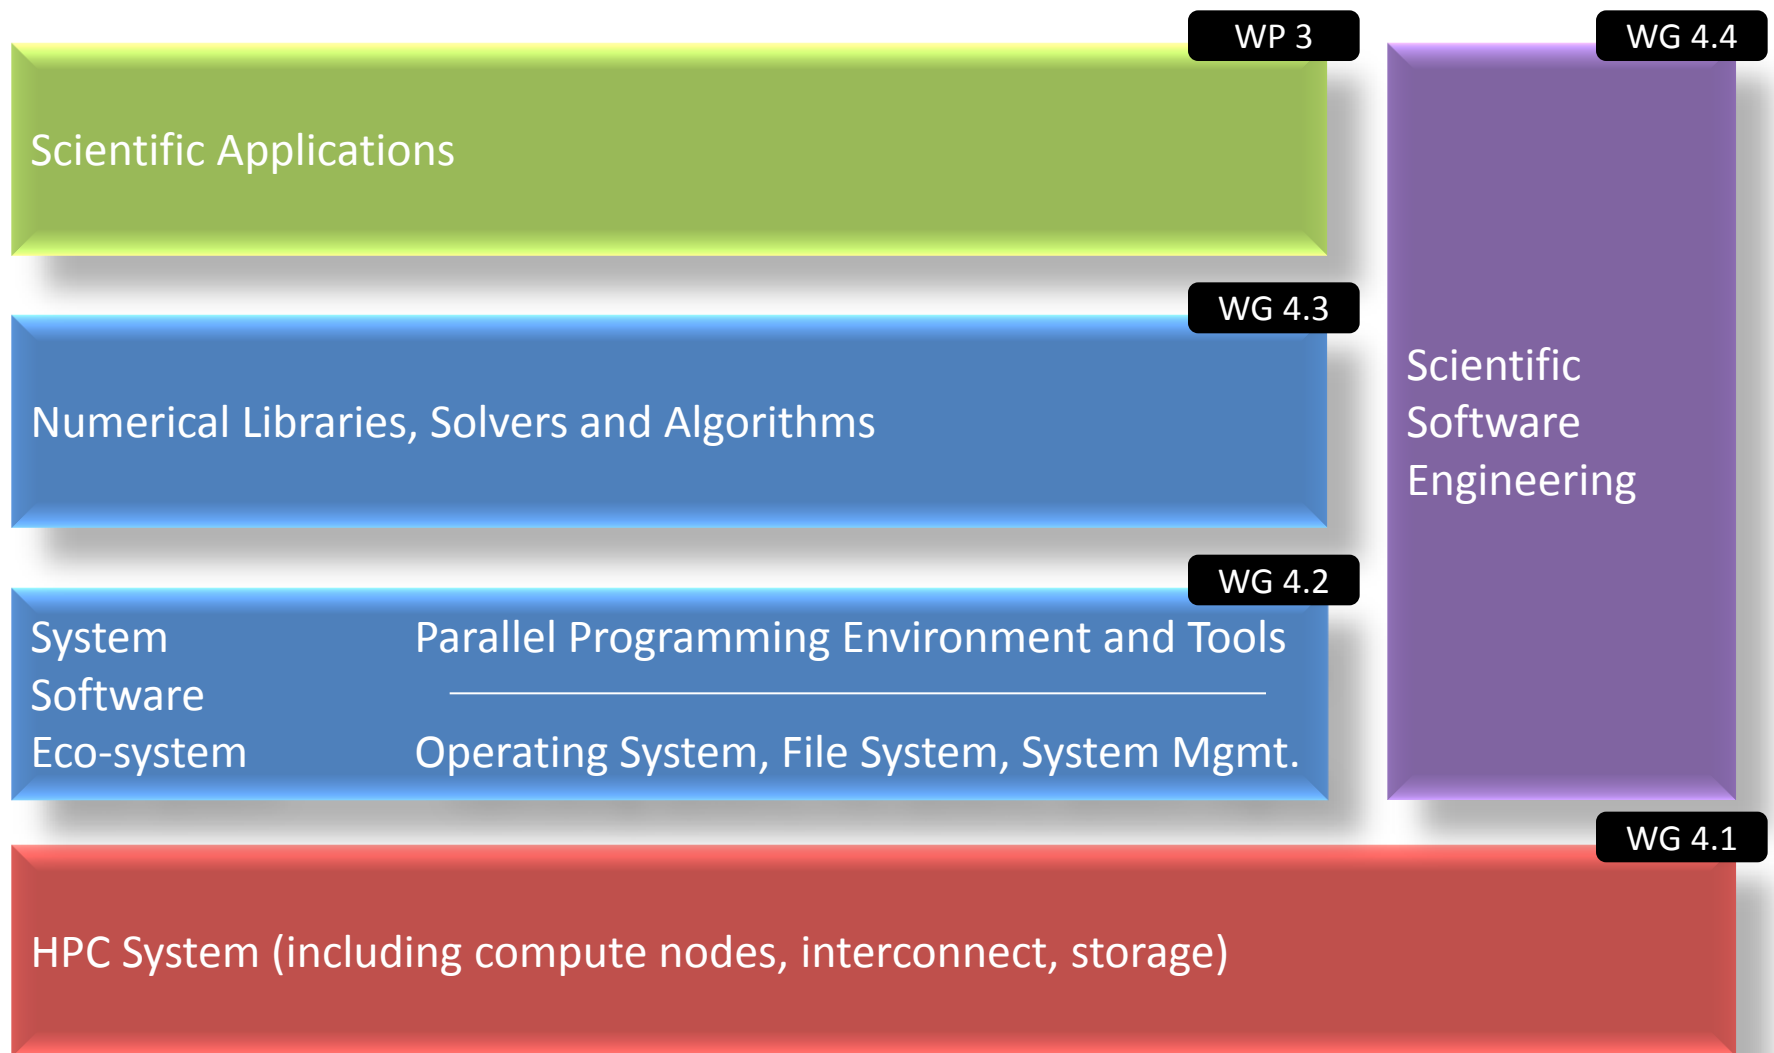 WP 3
Scientific Applications
WG 4.3
Numerical Libraries, Solvers and Algorithms
WG 4.2
System
Software
Eco-system
Parallel Programming Environment and Tools
Operating System, File System, System Mgmt.
WG 4.4
Scientific
Software
Engineering
WG 4.1
HPC System (including compute nodes, interconnect, storage)